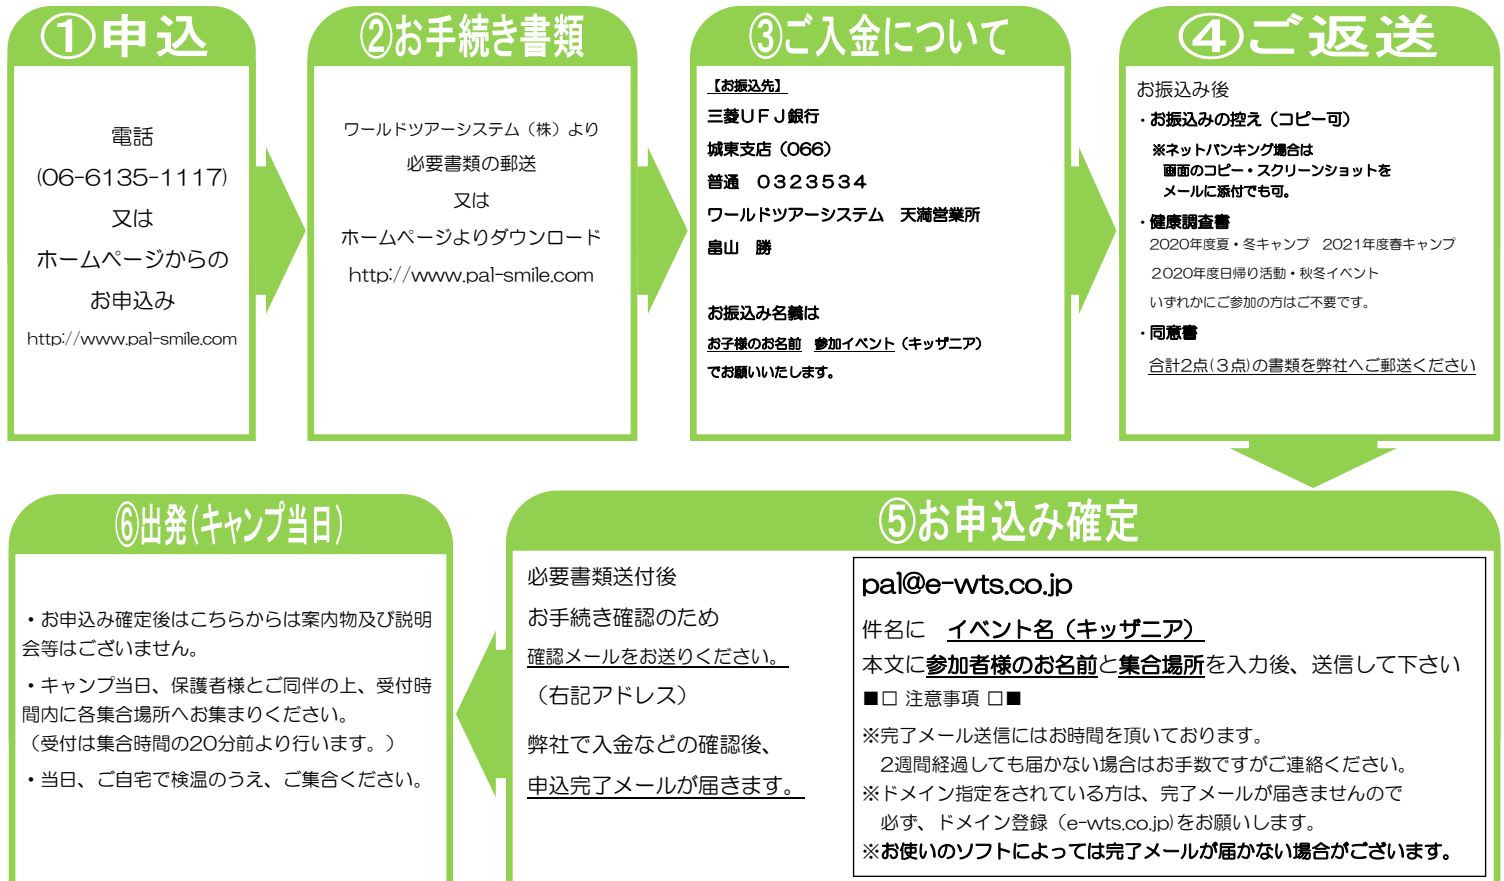 ①申込
電話
(06-6135-1117)
又は
ホームページからの
お申込み
http://www.pal-smile.com
②お手続き書類
ワールドツアーシステム（株）より
必要書類の郵送
又は
ホームページよりダウンロード
http://www.pal-smile.com
③ご入金について
【お振込先】
三菱ＵＦＪ銀行
城東支店（066）
普通　０３２３５３４
ワールドツアーシステム　天満営業所
畠山　勝
お振込み名義は
お子様のお名前　参加イベント（キッザニア）
でお願いいたします。
④ご返送
お振込み後
・お振込みの控え（コピー可）
※ネットバンキング場合は
画面のコピー・スクリーンショットを
メールに添付でも可。
・健康調査書
2020年度夏・冬キャンプ　2021年度春キャンプ
２０２０年度日帰り活動・秋冬イベント
いずれかにご参加の方はご不要です。
・同意書
合計2点(３点)の書類を弊社へご郵送ください
⑤お申込み確定
必要書類送付後
お手続き確認のため
確認メールをお送りください。
（右記アドレス）
弊社で入金などの確認後、
申込完了メールが届きます。
pal@e-wts.co.jp
件名に　イベント名（キッザニア）
本文に参加者様のお名前と集合場所を入力後、送信して下さい
■□ 注意事項 □■
※完了メール送信にはお時間を頂いております。
2週間経過しても届かない場合はお手数ですがご連絡ください。
※ドメイン指定をされている方は、完了メールが届きませんので
必ず、ドメイン登録（e-wts.co.jp)をお願いします。
※お使いのソフトによっては完了メールが届かない場合がございます。
⑥出発(キャンプ当日)
・お申込み確定後はこちらからは案内物及び説明
会等はございません。
・キャンプ当日、保護者様とご同伴の上、受付時
間内に各集合場所へお集まりください。
（受付は集合時間の20分前より行います。）
・当日、ご自宅で検温のうえ、ご集合ください。